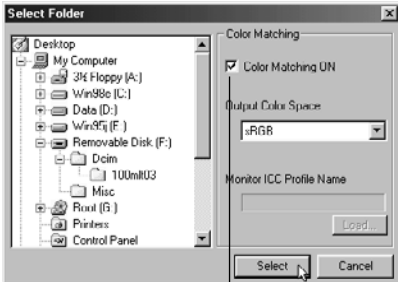 Select Folder
Desktop
My Computer
3½ Floppy (A:)
Win98c (C:)
Data (D:)
Win95j (E:)
Removable Disk (F:)
Dcim
100mlt03
Misc
Root (G:)
Printers
Control Panel
Color Matching
Color Matching ON
Output Color Space
sRGB
Monitor ICC Profile Name
Load...
Select
Cancel